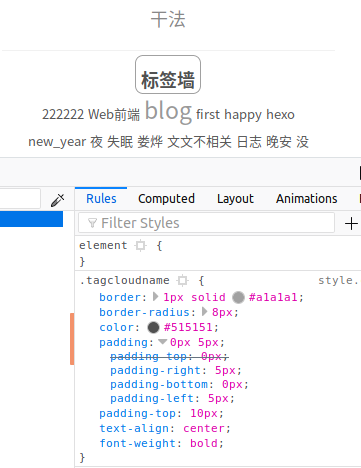 干法
标签墙
222222 Web前端 blog first happy hexo
new_year 夜 失眠 娄烨 文文不相关 日志 晚安 没
Rules Computed Layout Animations
Filter Styles +
element {
}
.tagcloudname { style.
border: 1px solid #a1a1a1;
border-radius: 8px;
color: #515151;
padding: 0px 5px;
padding-top: 0px;
padding-right: 5px;
padding-bottom: 0px;
padding-left: 5px;
padding-top: 10px;
text-align: center;
font-weight: bold;
}